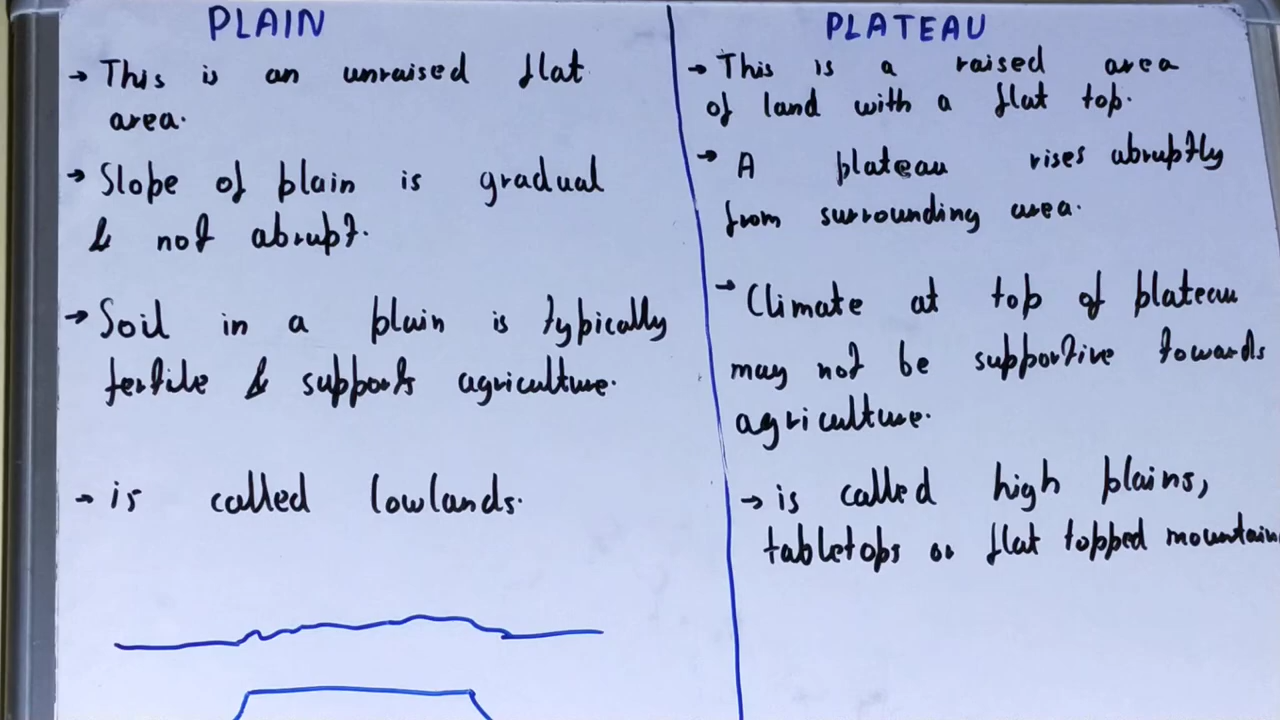 PLAIN
→ This is an unraised flat
area.
→ Slope of plain is gradual
& not abrupt.
→ Soil in a plain is typically
fertile & supports agriculture.
→ is called lowlands.
PLATEAU
→ This is a raised area
of land with a flat top.
→ A plateau rises abruptly
from surrounding area.
→ Climate at top of plateau
may not be supportive towards
agriculture.
→ is called high plains,
tabletops or flat topped mountain